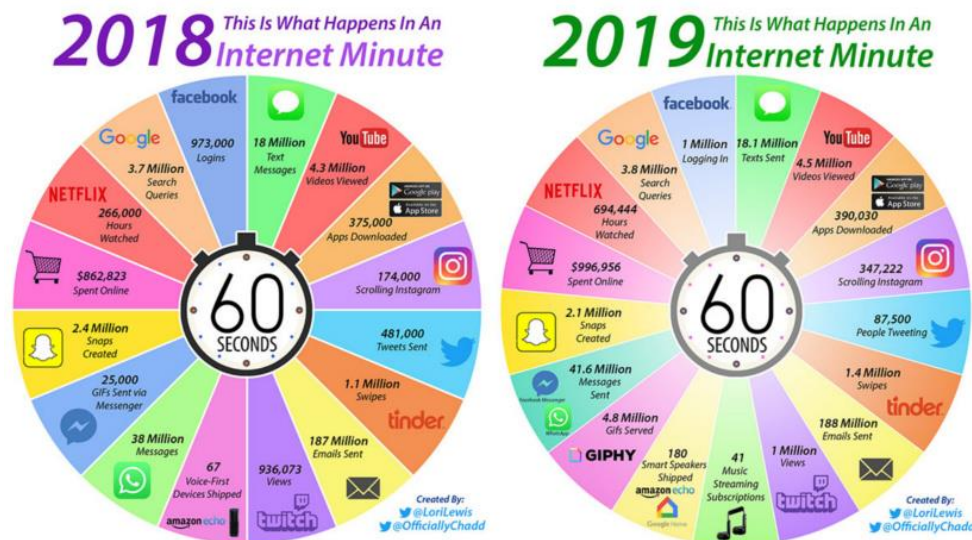 2018 This Is What Happens In An
Internet Minute
facebook
973,000
Logins
18 Million
Text
Messages
YouTube
4.3 Million
Videos Viewed
Google play
App Store
375,000
Apps Downloaded
174,000
Scrolling Instagram
481,000
Tweets Sent
1.1 Million
Swipes
tinder
187 Million
Emails Sent
936,073
Views
twitch
67
Voice-First
Devices Shipped
amazon echo
38 Million
Messages
25,000
GIFs Sent via
Messenger
2.4 Million
Snaps
Created
$862,823
Spent Online
NETFLIX
266,000
Hours
Watched
Google
3.7 Million
Search
Queries
60
SECONDS
Created By:
@LoriLewis
@OfficiallyChadd
2019 This Is What Happens In An
Internet Minute
facebook
1 Million
Logging In
18.1 Million
Texts Sent
YouTube
4.5 Million
Videos Viewed
Google play
App Store
390,030
Apps Downloaded
347,222
Scrolling Instagram
87,500
People Tweeting
1.4 Million
Swipes
tinder
188 Million
Emails Sent
1 Million
Views
twitch
41
Music
Streaming
Subscriptions
180
Smart Speakers
Shipped
amazon echo
Google Home
4.8 Million
Gifs Served
GIPHY
41.6 Million
Messages
Sent
Facebook Messenger
WhatsApp
2.1 Million
Snaps
Created
$996,956
Spent Online
NETFLIX
694,444
Hours
Watched
Google
3.8 Million
Search
Queries
60
SECONDS
Created By:
@LoriLewis
@OfficiallyChadd